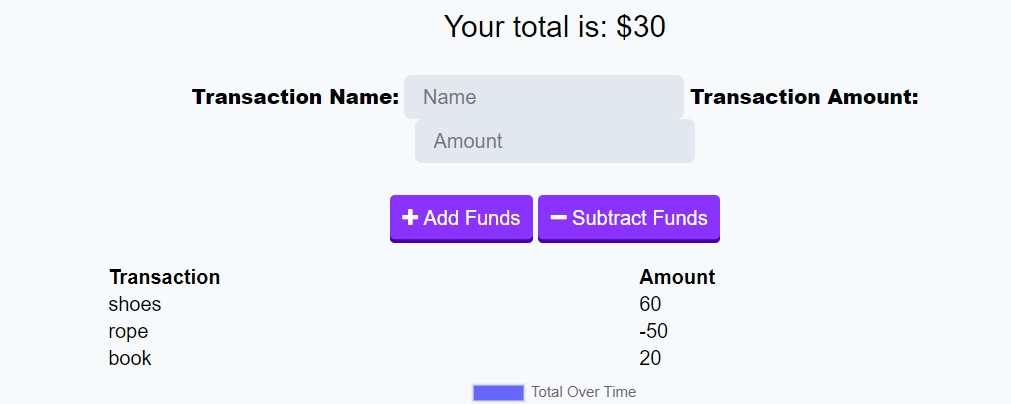 Your total is: $30
Transaction Name: Name Transaction Amount:
Amount
Add Funds Subtract Funds
Transaction Amount
shoes 60
rope -50
book 20
Total Over Time